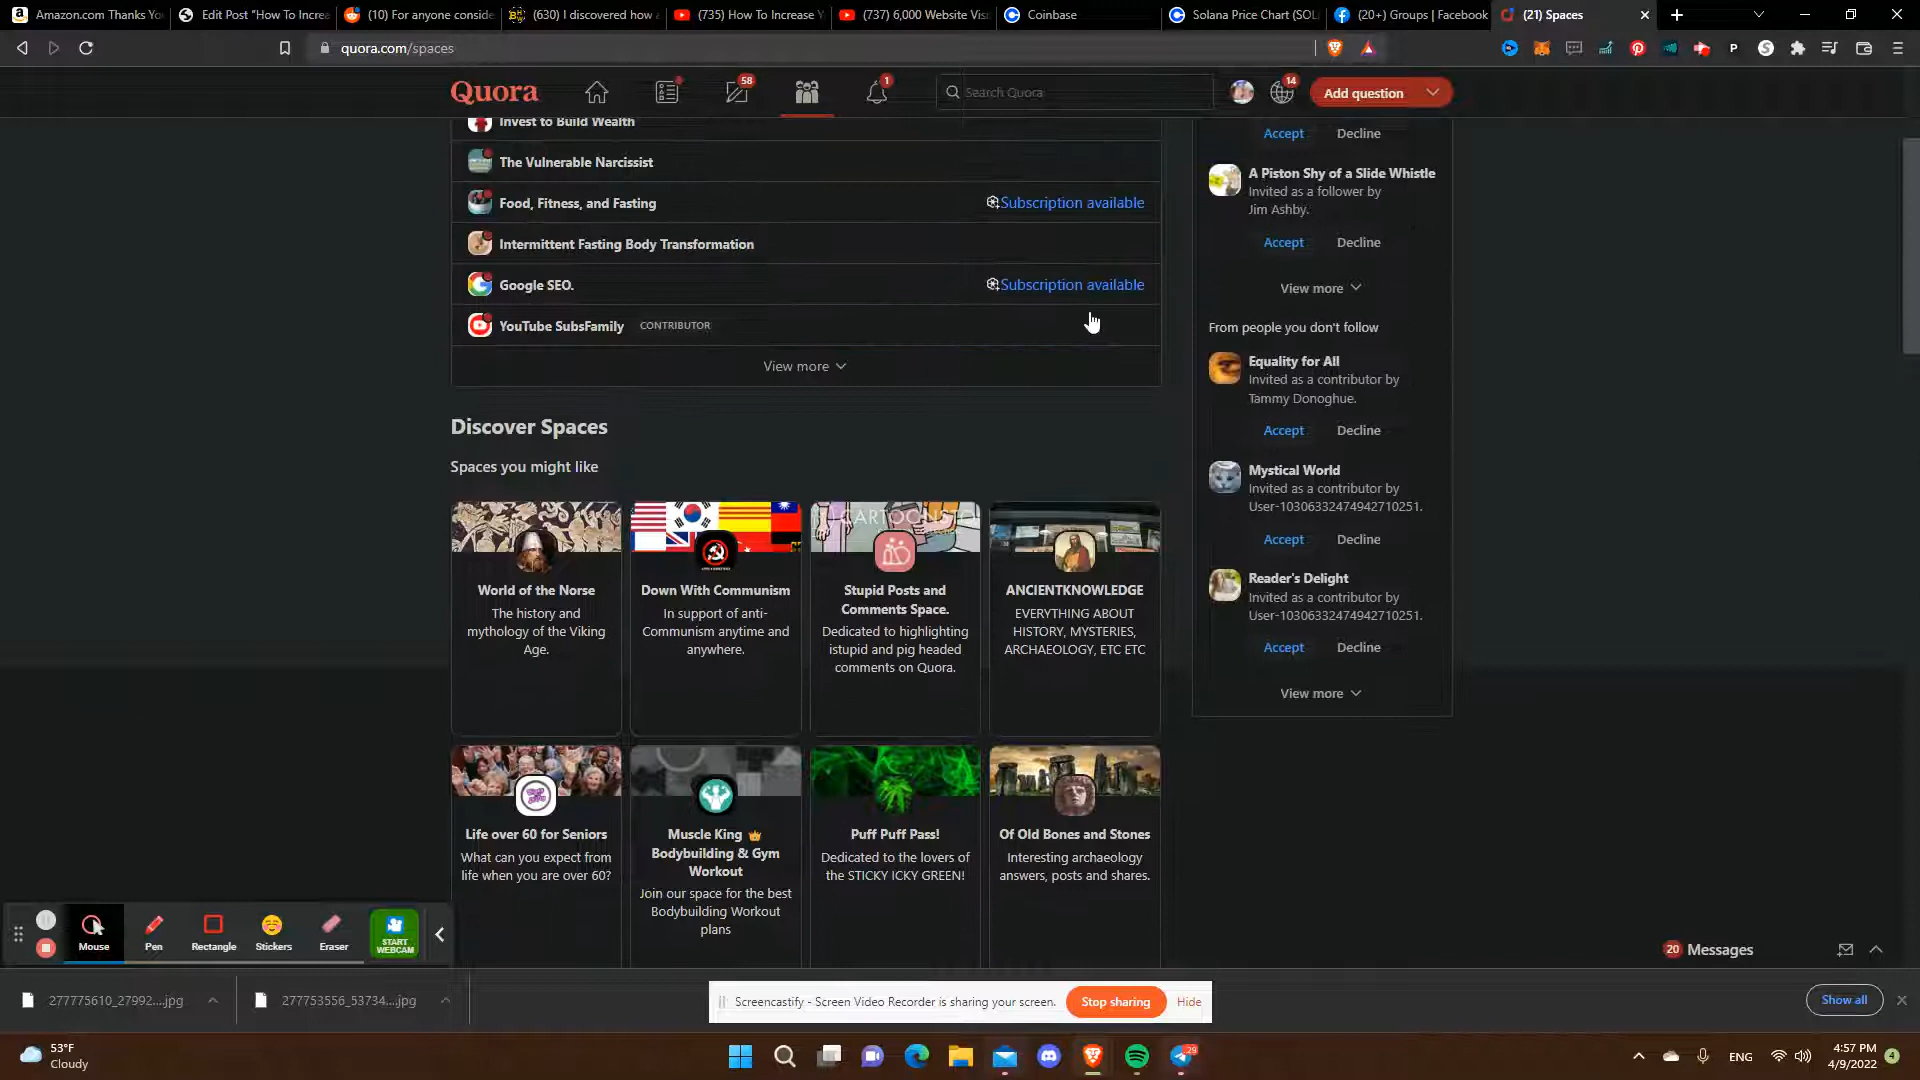 Amazon.com Thanks Yo
Edit Post "How To Increa
(10) For anyone conside
(630) I discovered how a
(735) How To Increase Y
(737) 6,000 Website Visi
Coinbase
Solana Price Chart (SOL
(20+) Groups | Facebook
(21) Spaces
quora.com/spaces
Quora
58
1
Search Quora
14
Add question
Invest to Build Wealth
The Vulnerable Narcissist
Food, Fitness, and Fasting
Subscription available
Intermittent Fasting Body Transformation
Google SEO.
Subscription available
YouTube SubsFamily
CONTRIBUTOR
View more
Discover Spaces
Spaces you might like
World of the Norse
The history and
mythology of the Viking
Age.
Down With Communism
In support of anti-
Communism anytime and
anywhere.
CARTOONSTO
Stupid Posts and
Comments Space.
Dedicated to highlighting
istupid and pig headed
comments on Quora.
ANCIENTKNOWLEDGE
EVERYTHING ABOUT
HISTORY, MYSTERIES,
ARCHAEOLOGY, ETC ETC
Life over 60 for Seniors
What can you expect from
life when you are over 60?
Muscle King
Bodybuilding & Gym
Workout
Join our space for the best
Bodybuilding Workout
plans
Puff Puff Pass!
Dedicated to the lovers of
the STICKY ICKY GREEN!
Of Old Bones and Stones
Interesting archaeology
answers, posts and shares.
Accept
Decline
A Piston Shy of a Slide Whistle
Invited as a follower by
Jim Ashby.
Accept
Decline
View more
From people you don't follow
Equality for All
Invited as a contributor by
Tammy Donoghue.
Accept
Decline
Mystical World
Invited as a contributor by
User-10306332474942710251.
Accept
Decline
Reader's Delight
Invited as a contributor by
User-10306332474942710251.
Accept
Decline
View more
20 Messages
Mouse
Pen
Rectangle
Stickers
Eraser
START
WEBCAM
277775610_27992....jpg
277753556_53734....jpg
Screencastify - Screen Video Recorder is sharing your screen.
Stop sharing
Hide
Show all
53°F
Cloudy
29
ENG
4:57 PM
4/9/2022
4